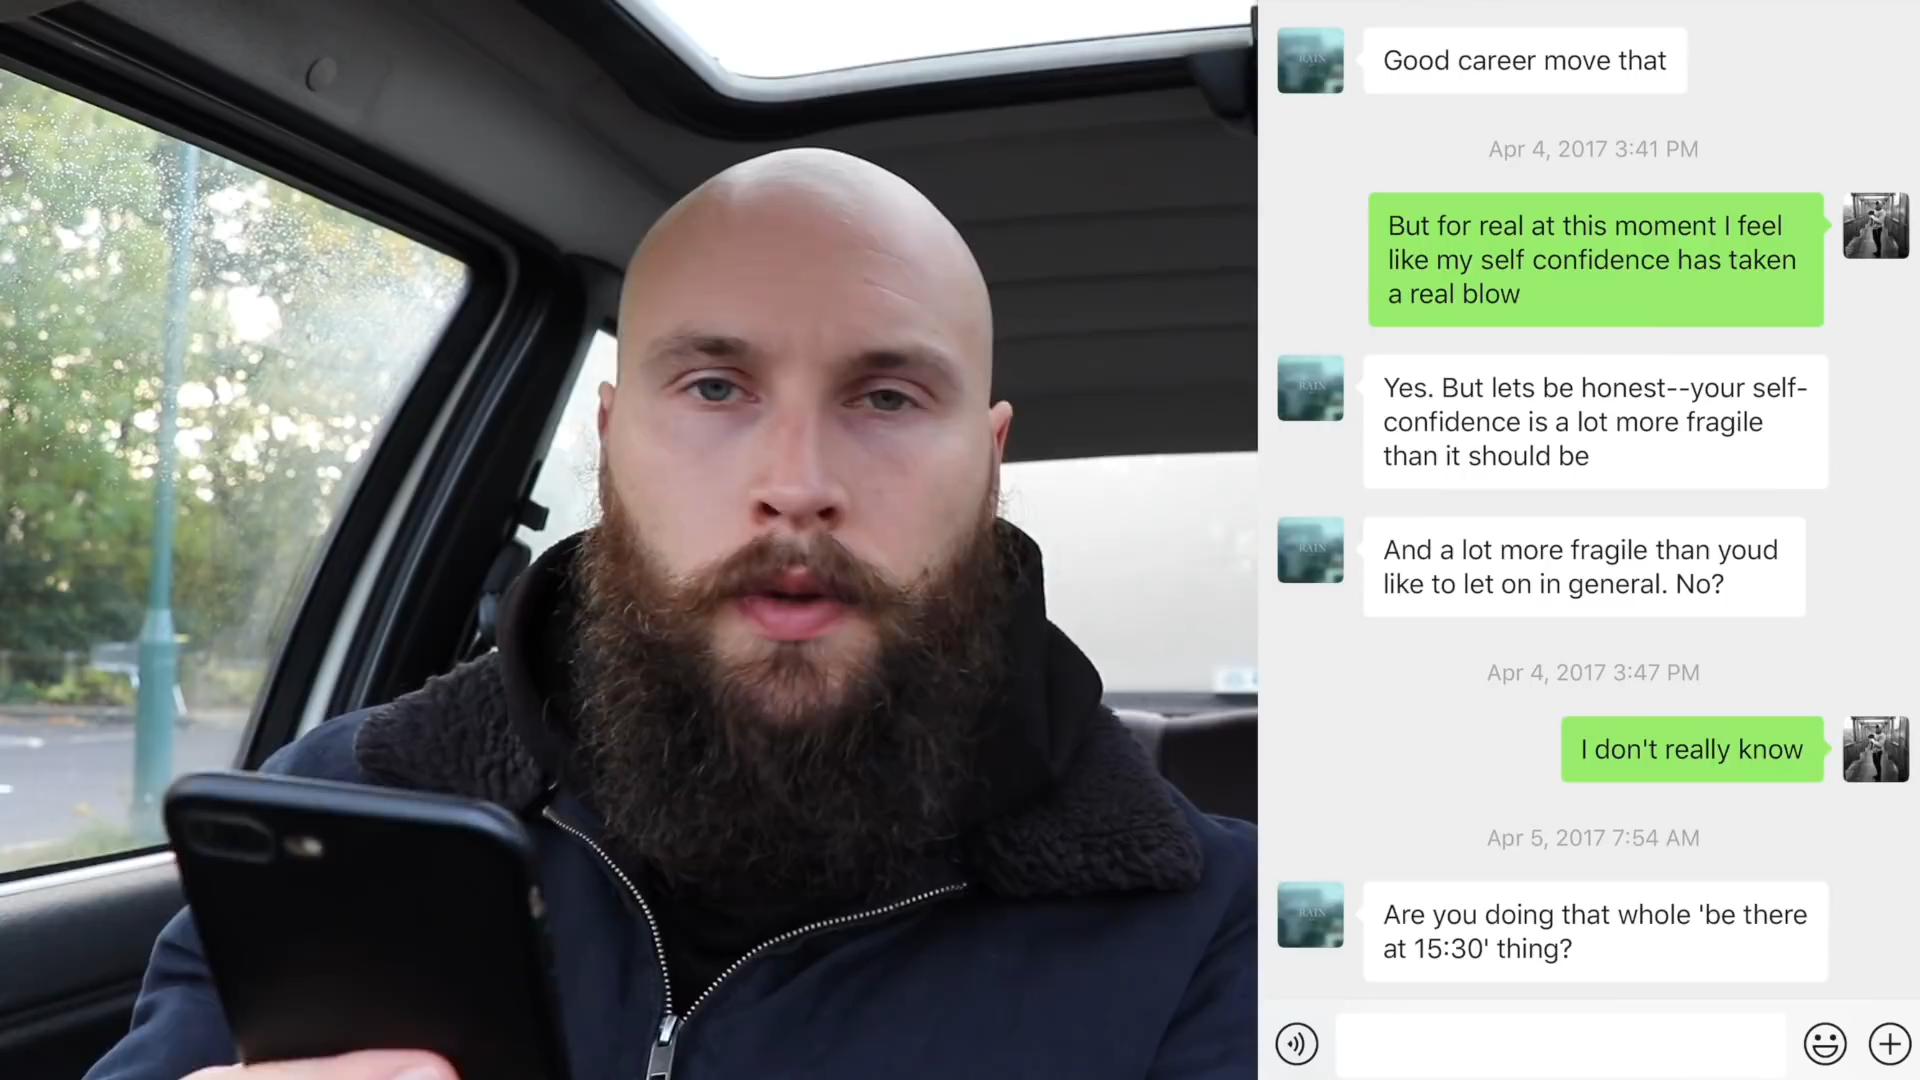 Good career move that
Apr 4, 2017 3:41 PM
But for real at this moment I feel
like my self confidence has taken
a real blow
RAIN
Yes. But lets be honest--your self-
confidence is a lot more fragile
than it should be
RAIN
And a lot more fragile than youd
like to let on in general. No?
Apr 4, 2017 3:47 PM
I don't really know
Apr 5, 2017 7:54 AM
RAIN
Are you doing that whole 'be there
at 15:30' thing?